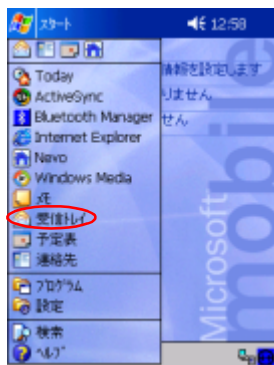 スタート 12:58
Today
ActiveSync
Bluetooth Manager
Internet Explorer
Nevo
Windows Media
メモ
受信トレイ
予定表
連絡先
プログラム
設定
検索
ヘルプ
情報を設定します
りません
せん
Microsoft
mobile